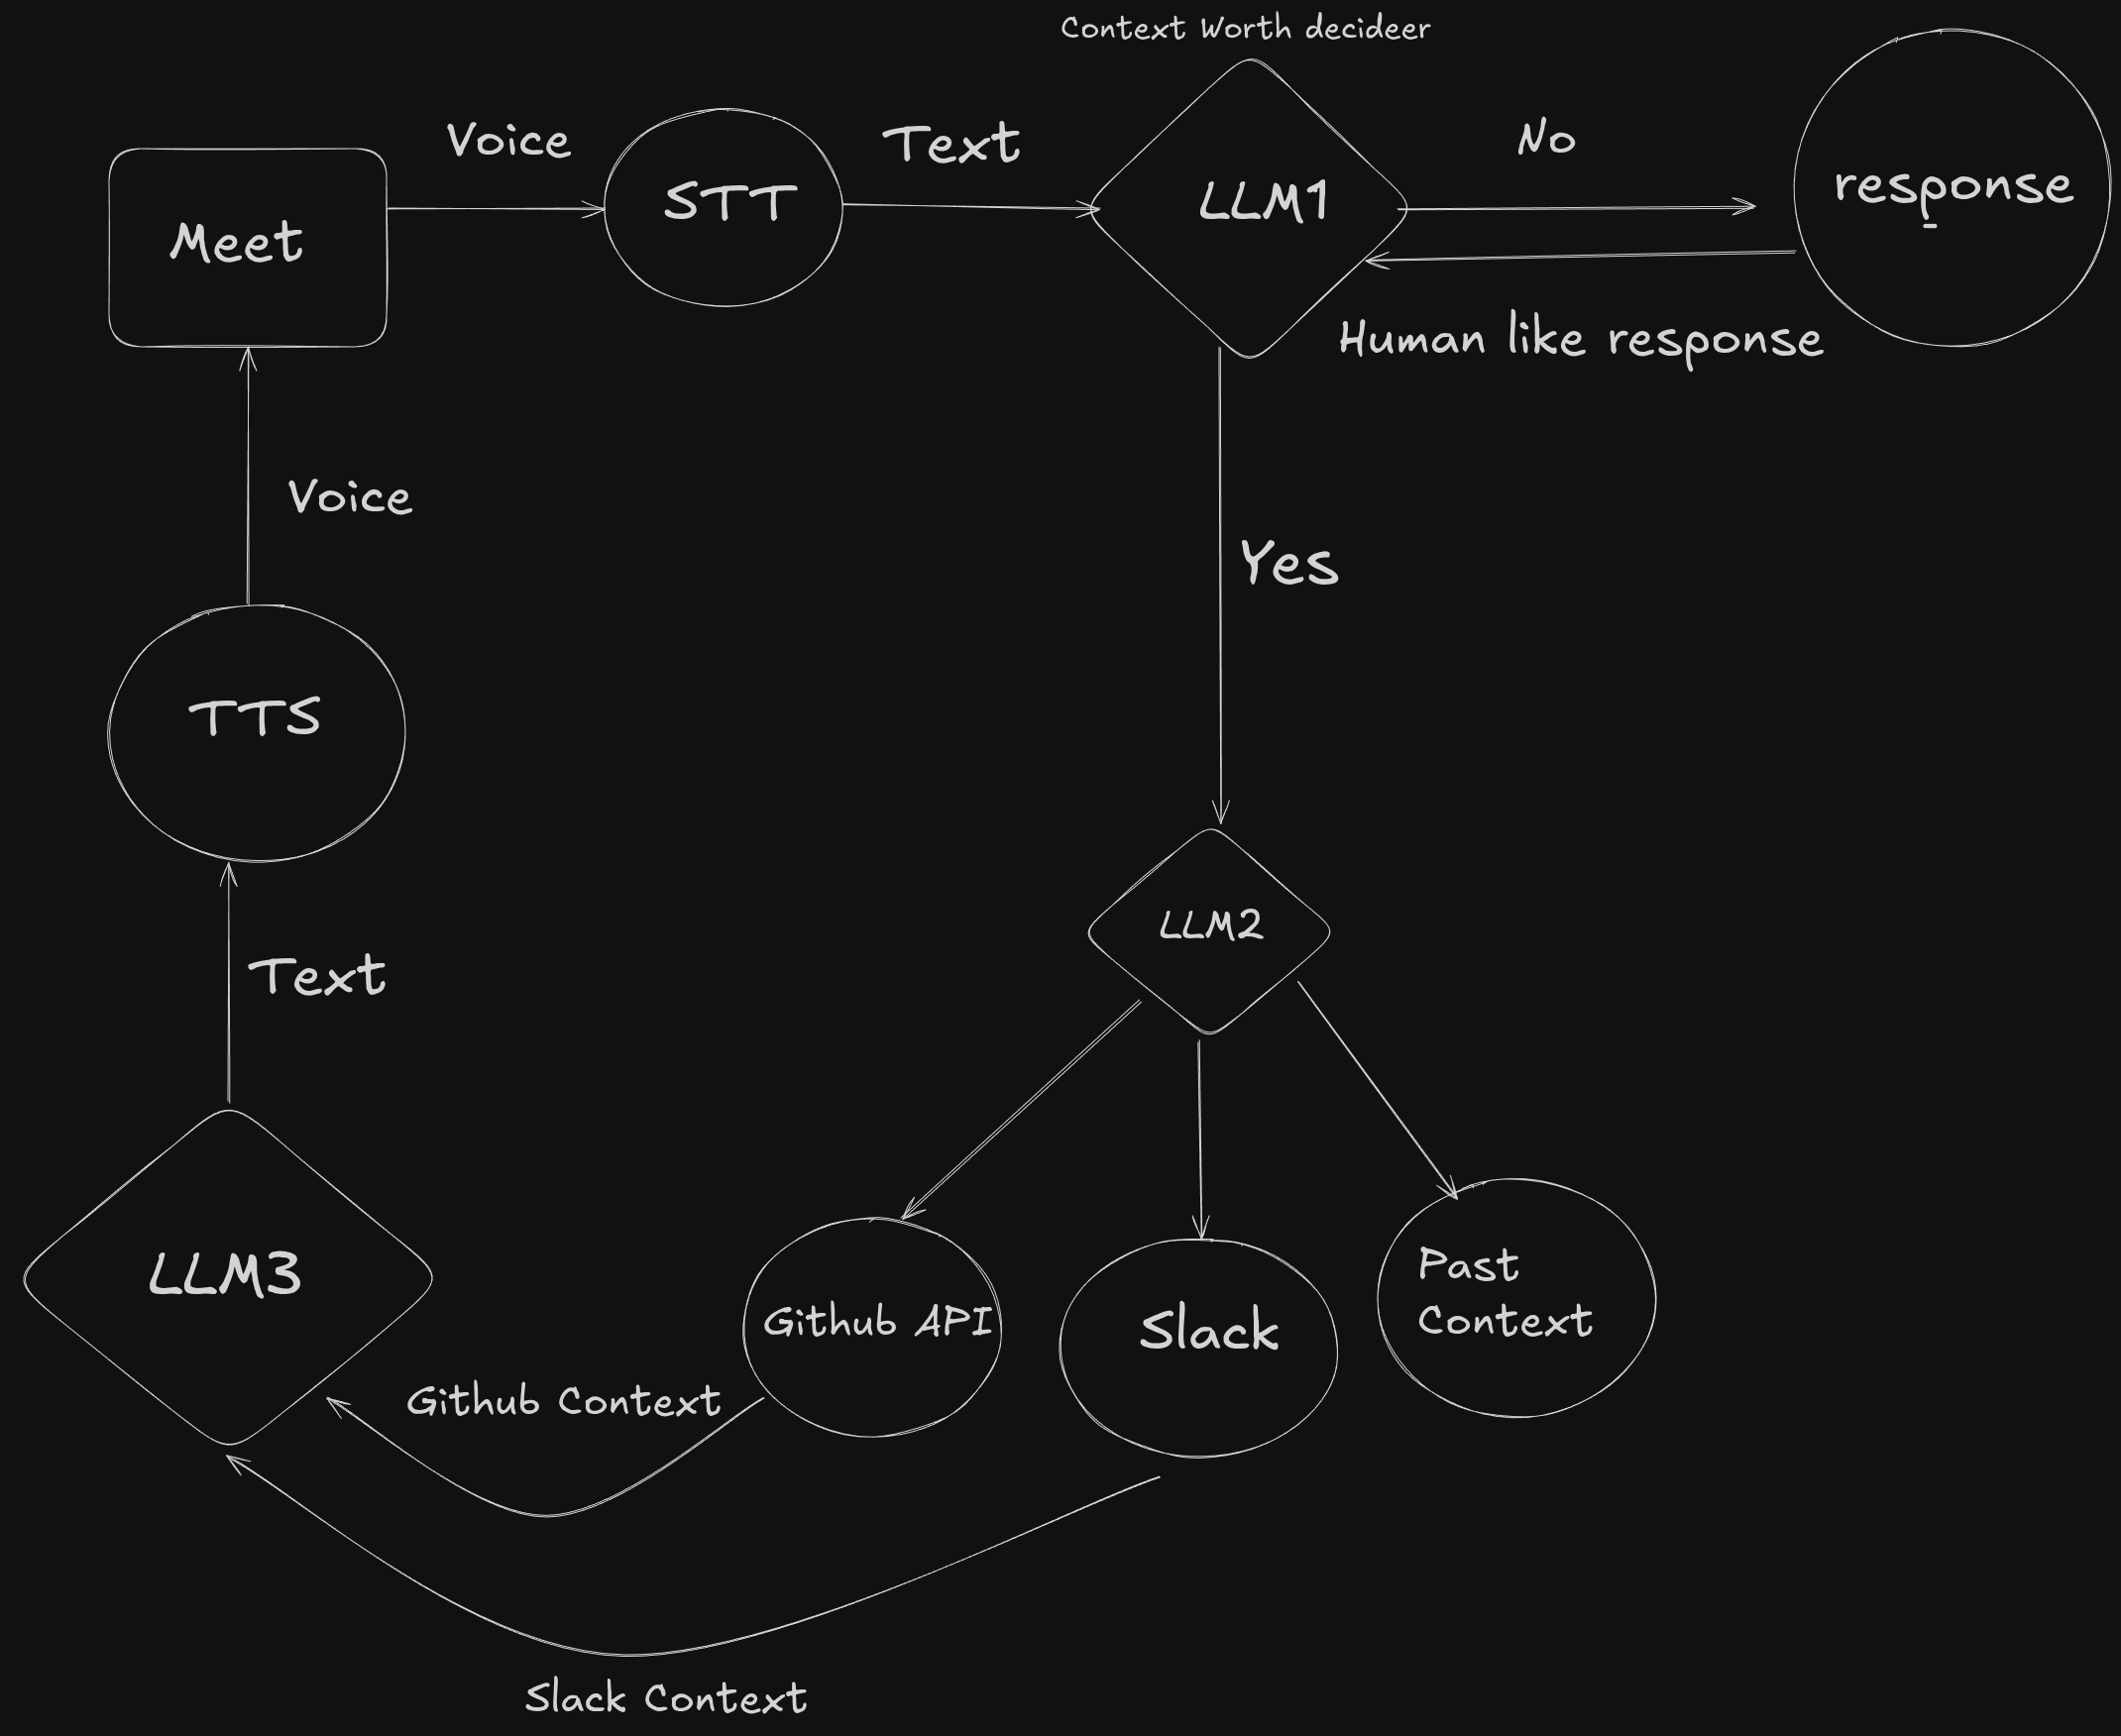 Context Worth decideer
Voice
Text
No
Meet
STT
LLM1
response
Human like response
Voice
Yes
TTS
LLM2
Text
LLM3
Github API
Slack
Past
Context
Github Context
Slack Context